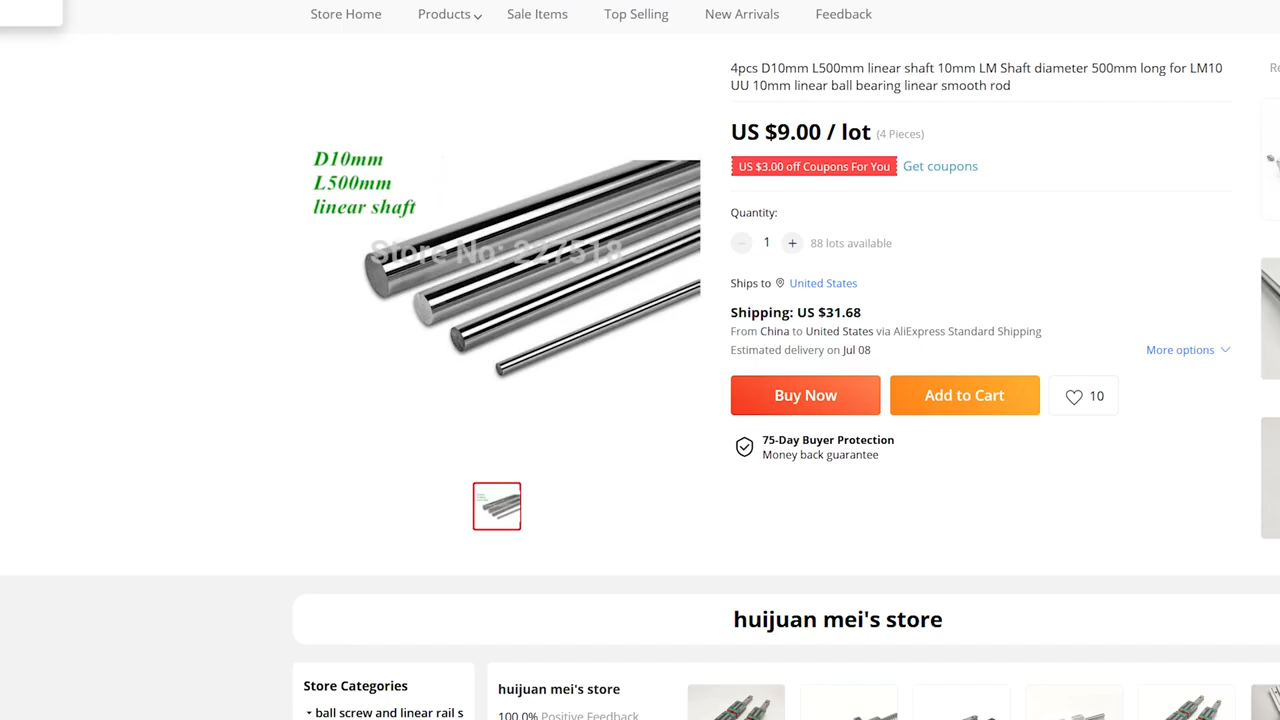 Store Home Products Sale Items Top Selling New Arrivals Feedback
4pcs D10mm L500mm linear shaft 10mm LM Shaft diameter 500mm long for LM10
UU 10mm linear ball bearing linear smooth rod
US $9.00 / lot (4 Pieces)
US $3.00 off Coupons For You Get coupons
D10mm
L500mm
linear shaft
Store No: 227518
Quantity:
1 88 lots available
Ships to United States
Shipping: US $31.68
From China to United States via AliExpress Standard Shipping
Estimated delivery on Jul 08 More options
Buy Now Add to Cart 10
75-Day Buyer Protection
Money back guarantee
huijuan mei's store
Store Categories
ball screw and linear rail s
huijuan mei's store
100.0% Positive Feedback